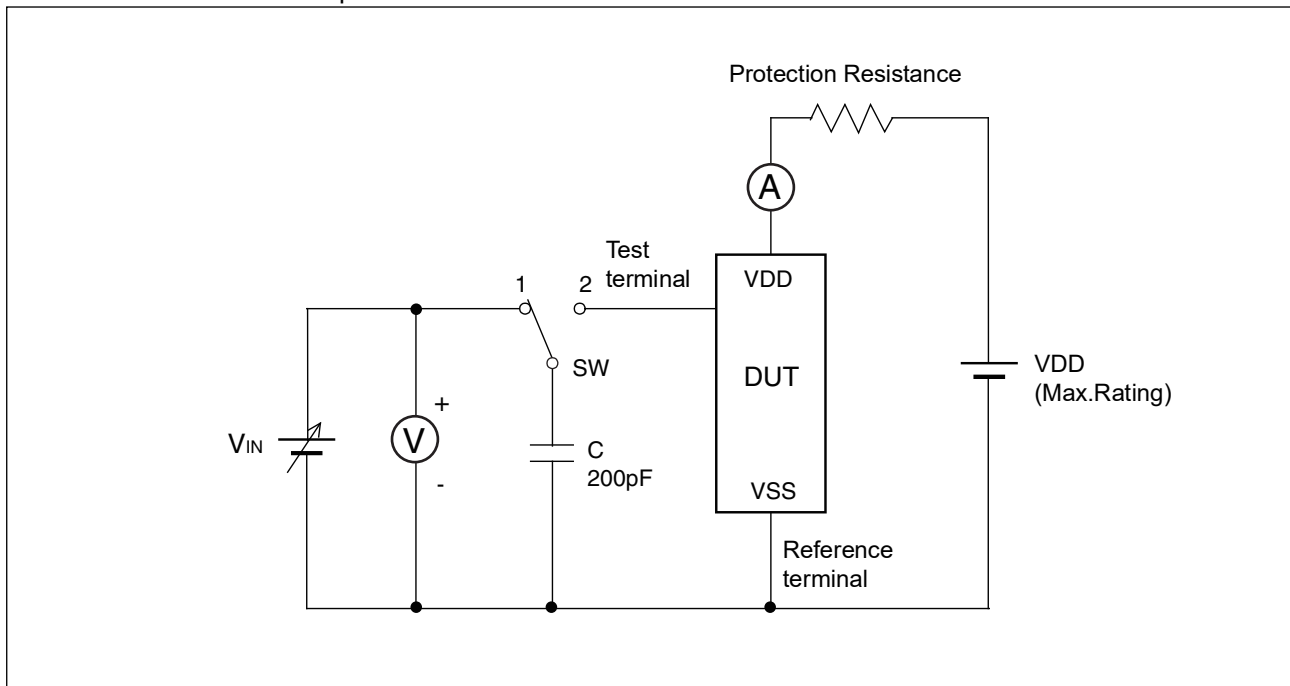 Protection Resistance
A
Test
terminal
VDD
1
2
SW
DUT
VDD
(Max.Rating)
VIN
+
V
-
C
200pF
VSS
Reference
terminal